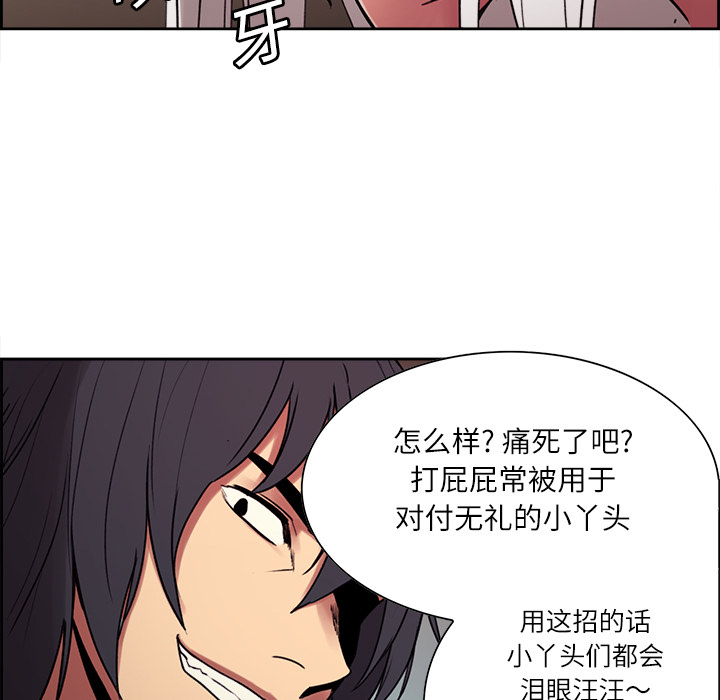 牙
怎么样? 痛死了吧?
打屁屁常被用于
对付无礼的小丫头
用这招的话
小丫头们都会
泪眼汪汪~